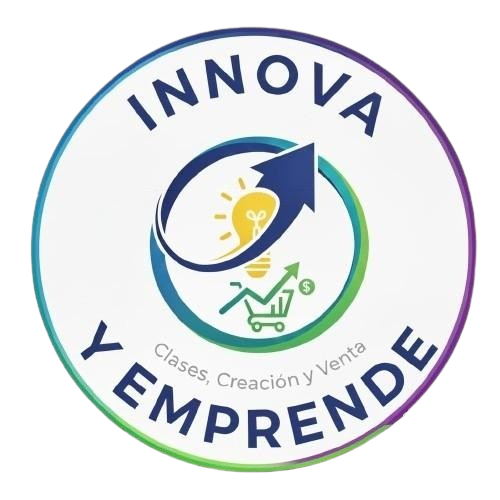 INNOVA
$
Clases, Creación y Venta
Y EMPRENDE